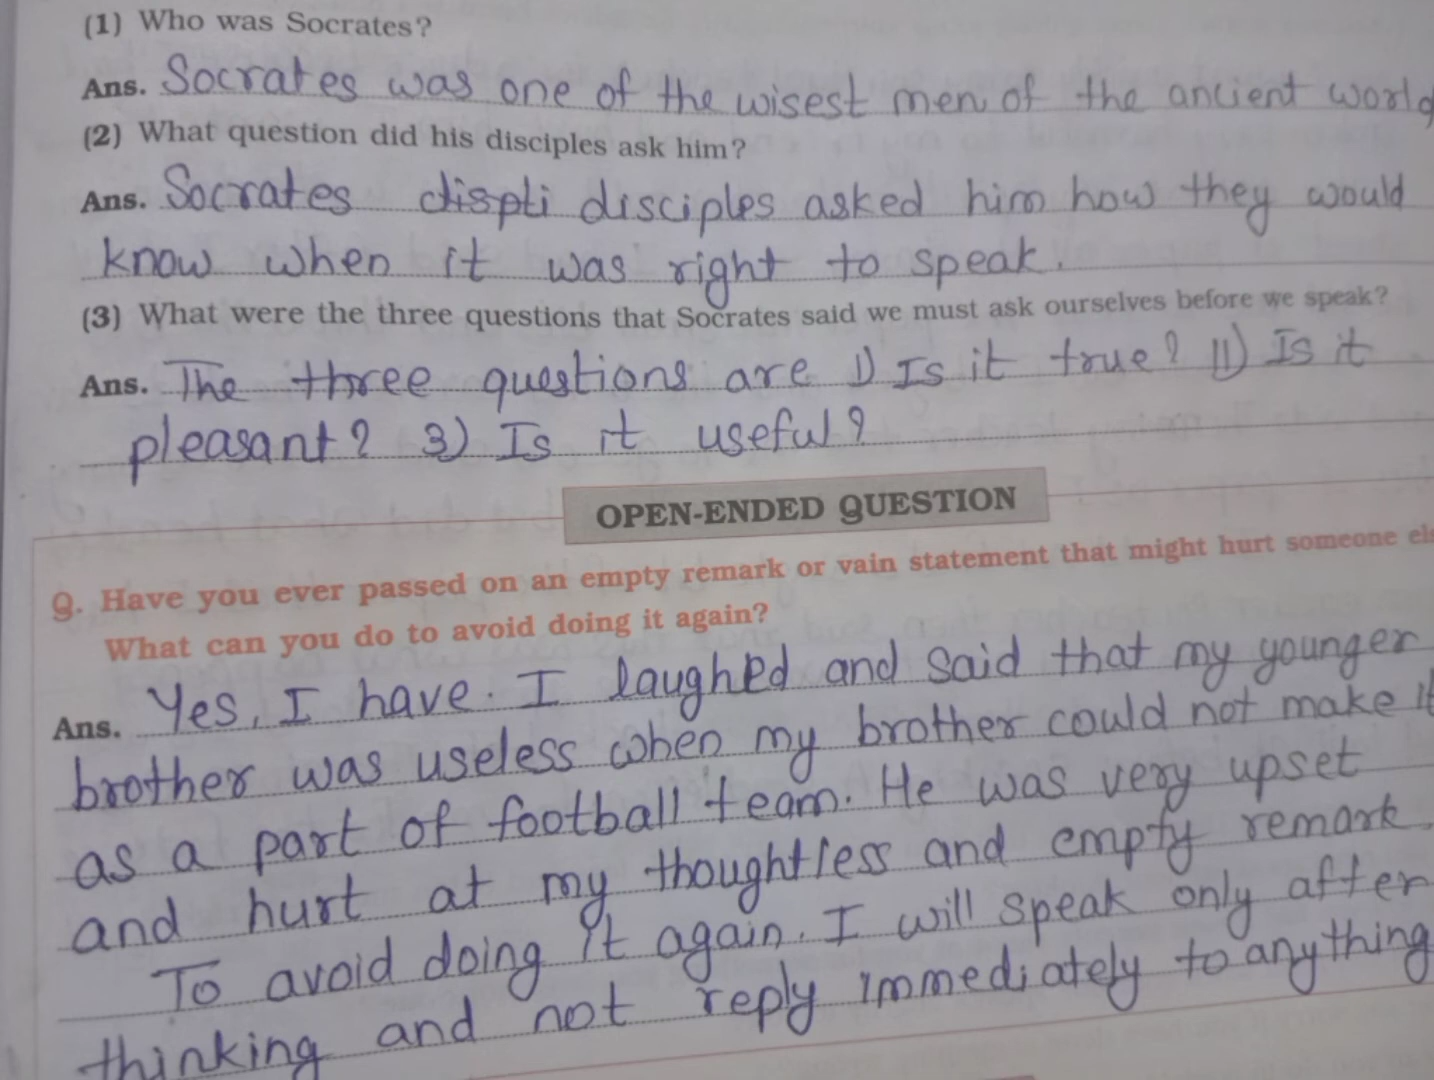 (1) Who was Socrates?
Ans. Socrates was one of the wisest men of the ancient world
(2) What question did his disciples ask him?
Ans. Socrates dispti disciples asked him how they would
know when it was right to speak.
(3) What were the three questions that Socrates said we must ask ourselves before we speak?
Ans. The three questions are 1) Is it true? 11) Is it
pleasant? 3) Is it useful?
OPEN-ENDED QUESTION
Q. Have you ever passed on an empty remark or vain statement that might hurt someone els
What can you do to avoid doing it again?
Ans. Yes, I have. I laughed and said that my younger
brother was useless when my brother could not make it
as a part of football team. He was very upset
and hurt at my thoughtless and empty remark.
To avoid doing it again. I will speak only after
thinking and not reply immediately to anything